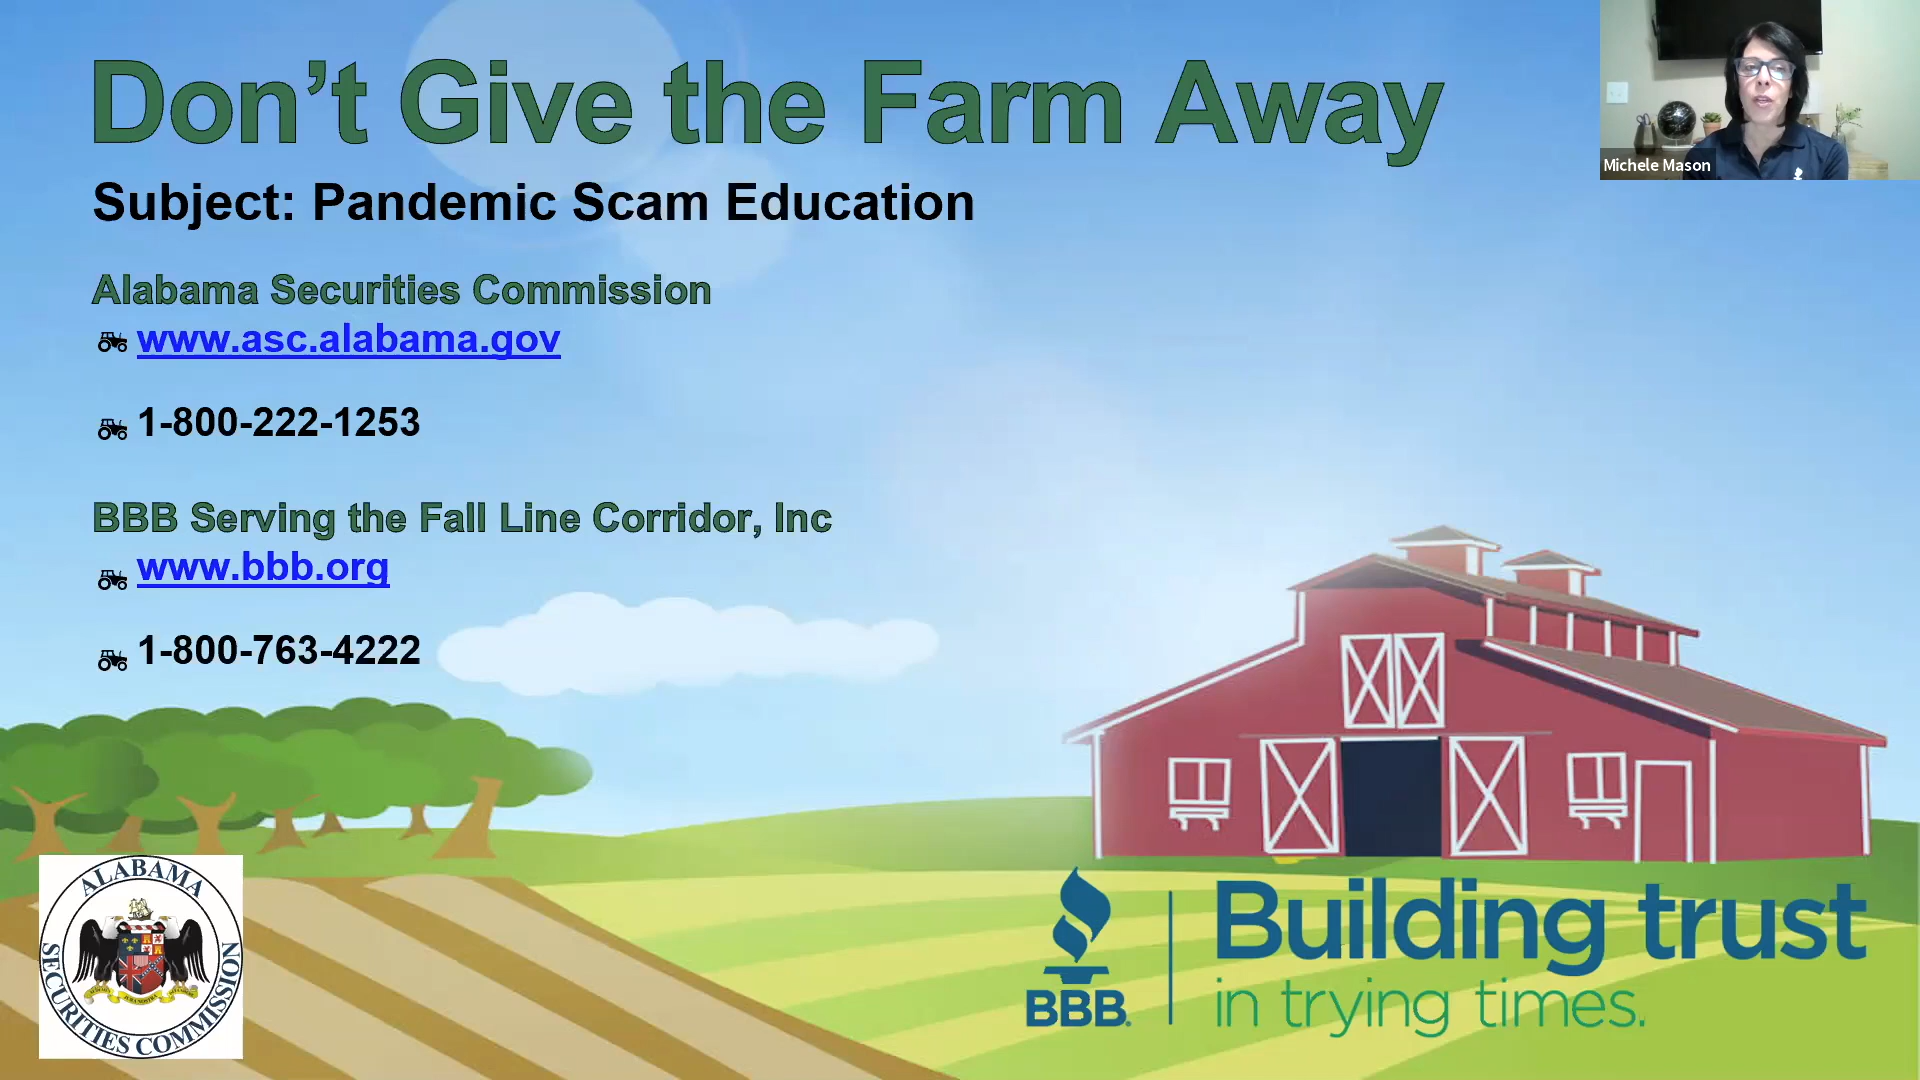 Don't Give the Farm Away
Michele Mason
Subject: Pandemic Scam Education
Alabama Securities Commission
www.asc.alabama.gov
1-800-222-1253
BBB Serving the Fall Line Corridor, Inc
www.bbb.org
1-800-763-4222
ALABAMA
SECURITIES COMMISSION
BBB.
Building trust
in trying times.